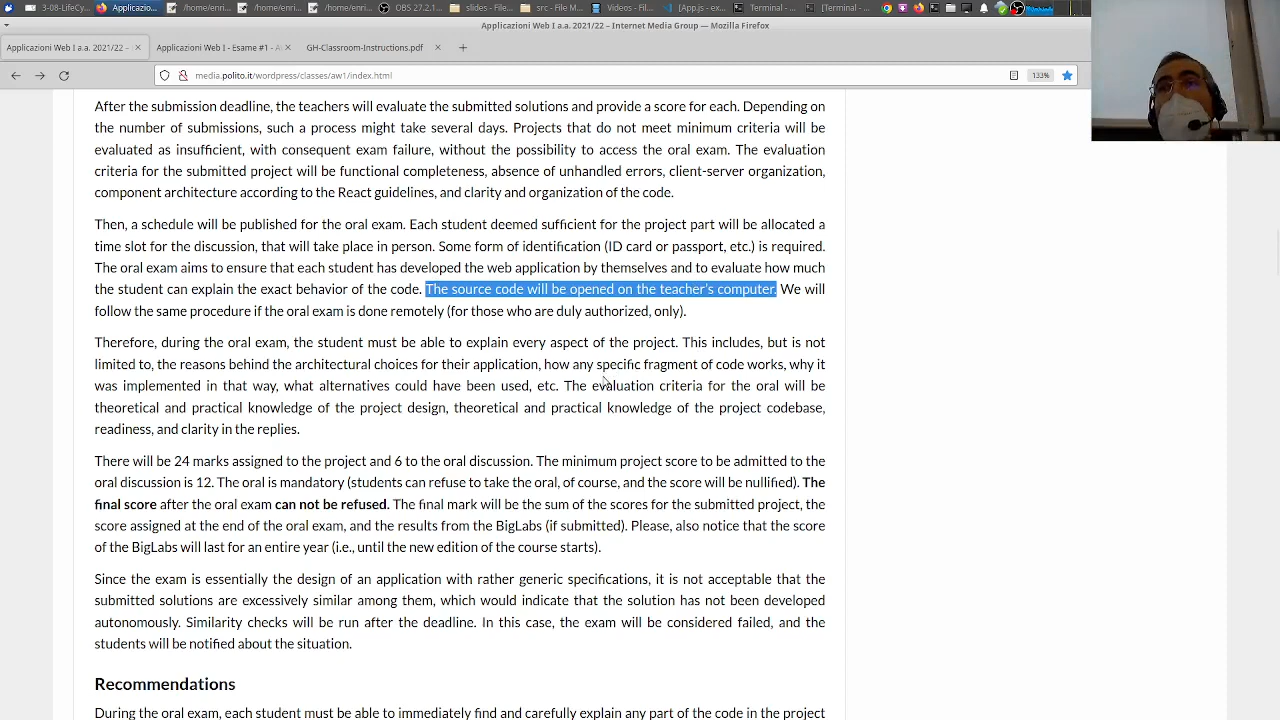 3-08-LifeCy
Applicazio
/home/enri
/home/enri
/home/enri
OBS 27.2.1
slides - File
src - File M
Videos - Fil
[App.js - ex
Terminal -
[Terminal -
Applicazioni Web I a.a. 2021/22 – Internet Media Group — Mozilla Firefox
Applicazioni Web I a.a. 2021/22 –
Applicazioni Web I - Esame #1 - A
GH-Classroom-Instructions.pdf
media.polito.it/wordpress/classes/aw1/index.html
133%
After the submission deadline, the teachers will evaluate the submitted solutions and provide a score for each. Depending on
the number of submissions, such a process might take several days. Projects that do not meet minimum criteria will be
evaluated as insufficient, with consequent exam failure, without the possibility to access the oral exam. The evaluation
criteria for the submitted project will be functional completeness, absence of unhandled errors, client-server organization,
component architecture according to the React guidelines, and clarity and organization of the code.
Then, a schedule will be published for the oral exam. Each student deemed sufficient for the project part will be allocated a
time slot for the discussion, that will take place in person. Some form of identification (ID card or passport, etc.) is required.
The oral exam aims to ensure that each student has developed the web application by themselves and to evaluate how much
the student can explain the exact behavior of the code. The source code will be opened on the teacher's computer. We will
follow the same procedure if the oral exam is done remotely (for those who are duly authorized, only).
Therefore, during the oral exam, the student must be able to explain every aspect of the project. This includes, but is not
limited to, the reasons behind the architectural choices for their application, how any specific fragment of code works, why it
was implemented in that way, what alternatives could have been used, etc. The evaluation criteria for the oral will be
theoretical and practical knowledge of the project design, theoretical and practical knowledge of the project codebase,
readiness, and clarity in the replies.
There will be 24 marks assigned to the project and 6 to the oral discussion. The minimum project score to be admitted to the
oral discussion is 12. The oral is mandatory (students can refuse to take the oral, of course, and the score will be nullified). The
final score after the oral exam can not be refused. The final mark will be the sum of the scores for the submitted project, the
score assigned at the end of the oral exam, and the results from the BigLabs (if submitted). Please, also notice that the score
of the BigLabs will last for an entire year (i.e., until the new edition of the course starts).
Since the exam is essentially the design of an application with rather generic specifications, it is not acceptable that the
submitted solutions are excessively similar among them, which would indicate that the solution has not been developed
autonomously. Similarity checks will be run after the deadline. In this case, the exam will be considered failed, and the
students will be notified about the situation.
Recommendations
During the oral exam, each student must be able to immediately find and carefully explain any part of the code in the project